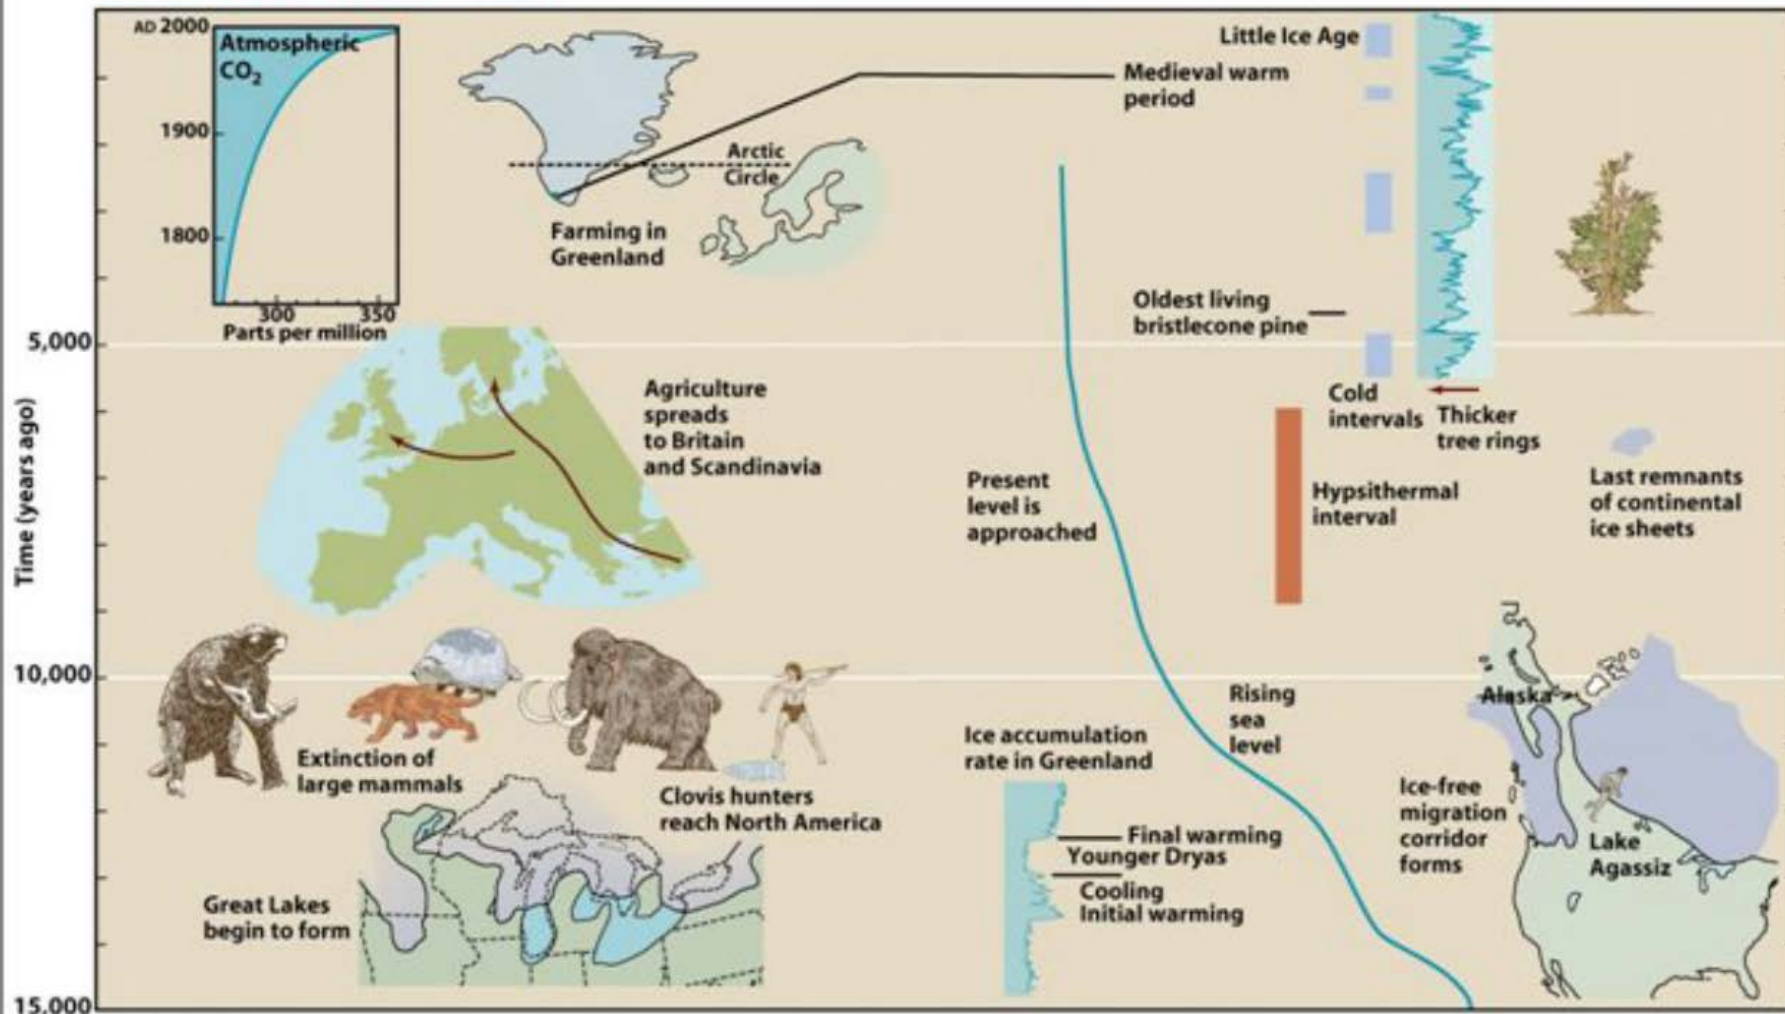 AD 2000
Atmospheric
CO₂
1900
1800
300 350
Parts per million
Arctic
Circle
Farming in
Greenland
Medieval warm
period
Little Ice Age
Oldest living
bristlecone pine
Cold
intervals
Thicker
tree rings
5,000
Time (years ago)
Agriculture
spreads
to Britain
and Scandinavia
Present
level is
approached
Hypsithermal
interval
Last remnants
of continental
ice sheets
10,000
Extinction of
large mammals
Clovis hunters
reach North America
Great Lakes
begin to form
Rising
sea
level
Ice accumulation
rate in Greenland
Final warming
Younger Dryas
Cooling
Initial warming
Alaska
Ice-free
migration
corridor
forms
Lake
Agassiz
15,000